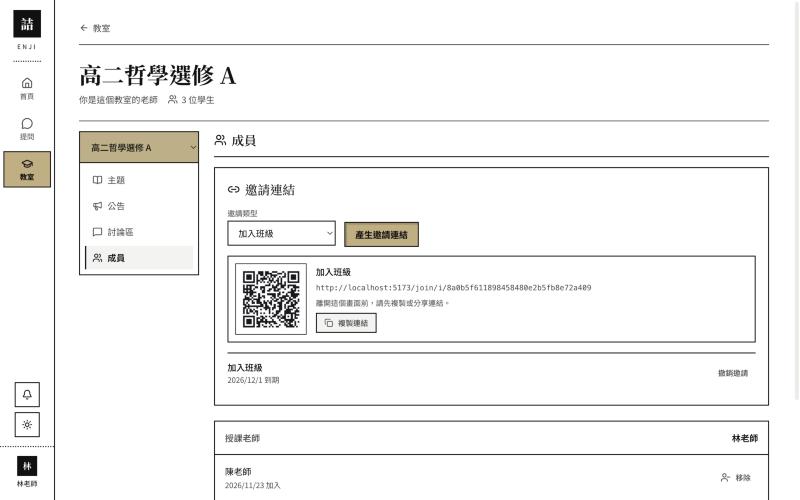 詰
ENJI
首頁
提問
教室
林
林老師
教室
高二哲學選修 A
你是這個教室的老師
3 位學生
高二哲學選修 A
主題
公告
討論區
成員
成員
邀請連結
邀請類型
加入班級
產生邀請連結
加入班級
http://localhost:5173/join/i/8a0b5f611898458480e2b5fb8e72a409
離開這個畫面前，請先複製或分享連結。
複製連結
加入班級
2026/12/1 到期
撤銷邀請
授課老師
林老師
陳老師
2026/11/23 加入
移除